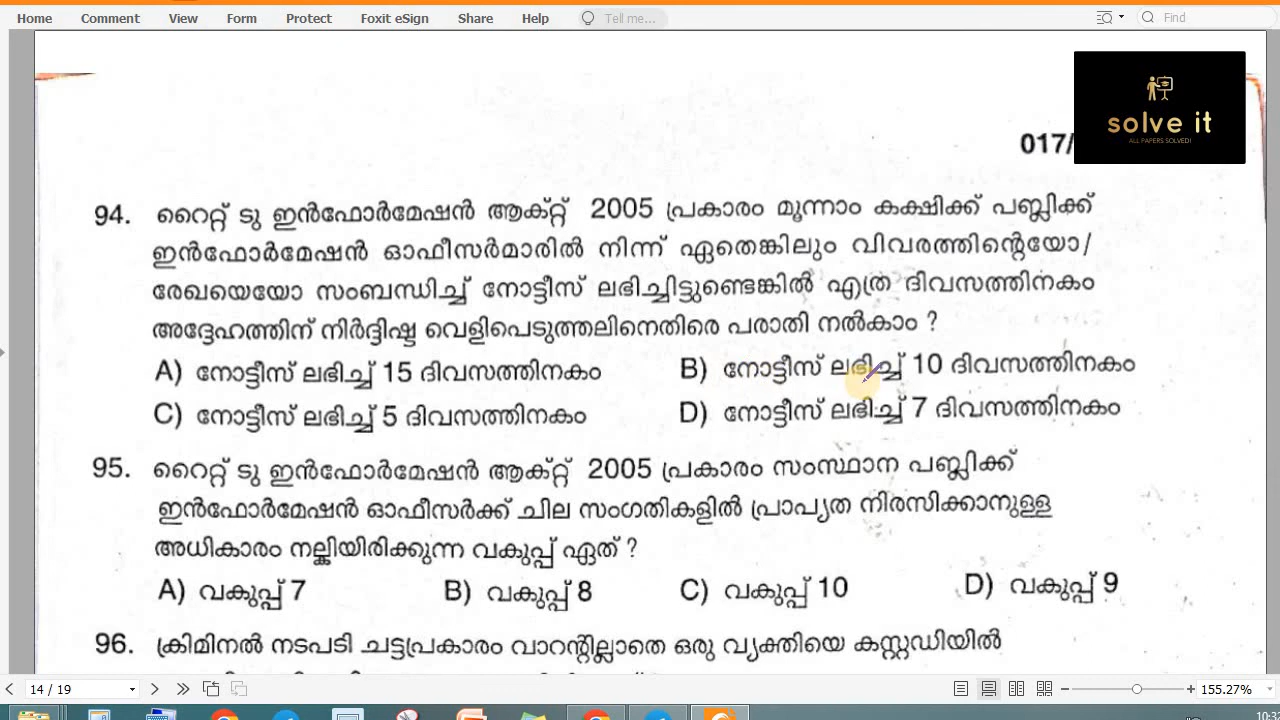 Home Comment View Form Protect Foxit eSign Share Help Tell me... Find
solve it
ALL PAPERS SOLVED!
017/
94. റൈറ്റ് ടു ഇൻഫോർമേഷൻ ആക്റ്റ് 2005 പ്രകാരം മൂന്നാം കക്ഷിക്ക് പബ്ലിക്ക്
ഇൻഫോർമേഷൻ ഓഫീസർമാരിൽ നിന്ന് ഏതെങ്കിലും വിവരത്തിന്റെയോ/
രേഖയെയോ സംബന്ധിച്ച് നോട്ടീസ് ലഭിച്ചിട്ടുണ്ടെങ്കിൽ എത്ര ദിവസത്തിനകം
അദ്ദേഹത്തിന് നിർദ്ദിഷ്ട വെളിപെടുത്തലിനെതിരെ പരാതി നൽകാം ?
A) നോട്ടീസ് ലഭിച്ച് 15 ദിവസത്തിനകം B) നോട്ടീസ് ലഭിച്ച് 10 ദിവസത്തിനകം
C) നോട്ടീസ് ലഭിച്ച് 5 ദിവസത്തിനകം D) നോട്ടീസ് ലഭിച്ച് 7 ദിവസത്തിനകം
95. റൈറ്റ് ടു ഇൻഫോർമേഷൻ ആക്റ്റ് 2005 പ്രകാരം സംസ്ഥാന പബ്ലിക്ക്
ഇൻഫോർമേഷൻ ഓഫീസർക്ക് ചില സംഗതികളിൽ പ്രാപ്യത നിരസിക്കാനുള്ള
അധികാരം നല്കിയിരിക്കുന്ന വകുപ്പ് ഏത് ?
A) വകുപ്പ് 7 B) വകുപ്പ് 8 C) വകുപ്പ് 10 D) വകുപ്പ് 9
96. ക്രിമിനൽ നടപടി ചട്ടപ്രകാരം വാറന്റില്ലാതെ ഒരു വ്യക്തിയെ കസ്റ്റഡിയിൽ
14 / 19 155.27%